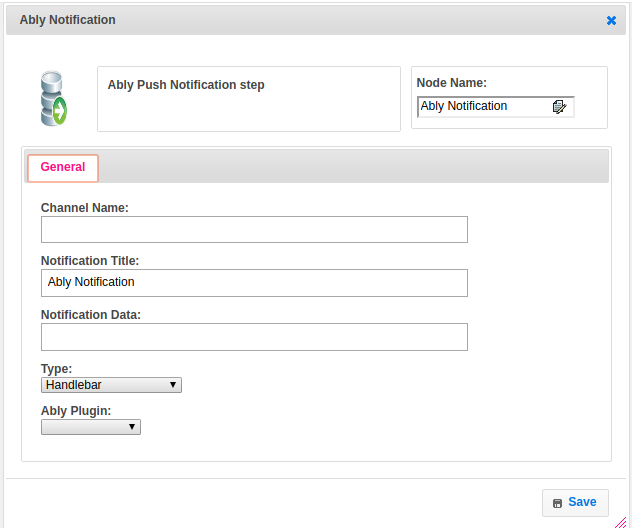 Ably Notification
Ably Push Notification step
Node Name:
Ably Notification
General
Channel Name:
Notification Title:
Ably Notification
Notification Data:
Type:
Handlebar
Ably Plugin:
Save